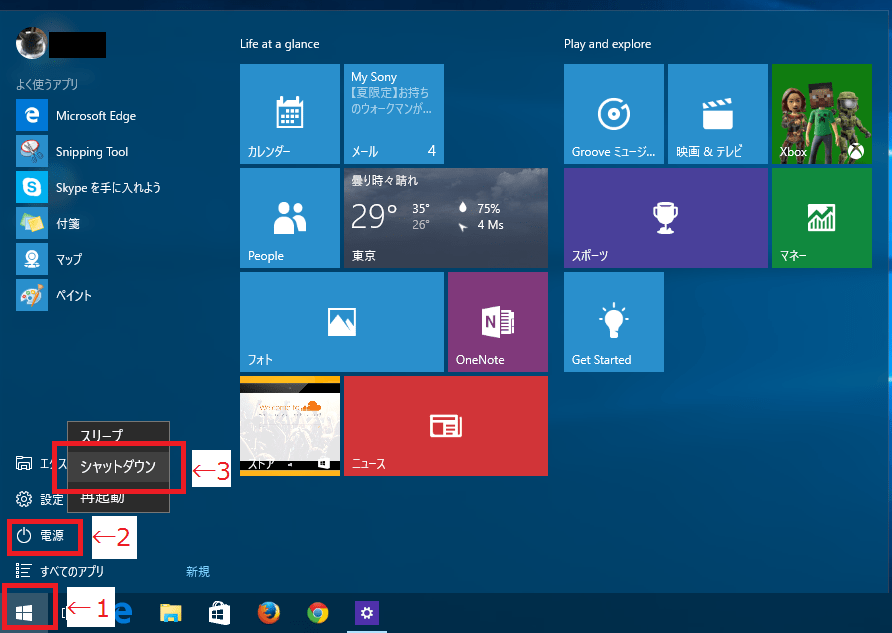 よく使うアプリ
Microsoft Edge
Snipping Tool
Skype を手に入れよう
付箋
マップ
ペイント
スリープ
シャットダウン
←3
再起動
設定
電源
←2
すべてのアプリ
新規
←1
Life at a glance
カレンダー
My Sony
【夏限定】お持ち
のウォークマンが...
メール 4
People
曇り時々晴れ
29° 35° 75%
26° 4 Ms
東京
フォト
OneNote
Welcome to
ストア
ニュース
Play and explore
Groove ミュージ...
映画 & テレビ
Xbox
スポーツ
マネー
Get Started